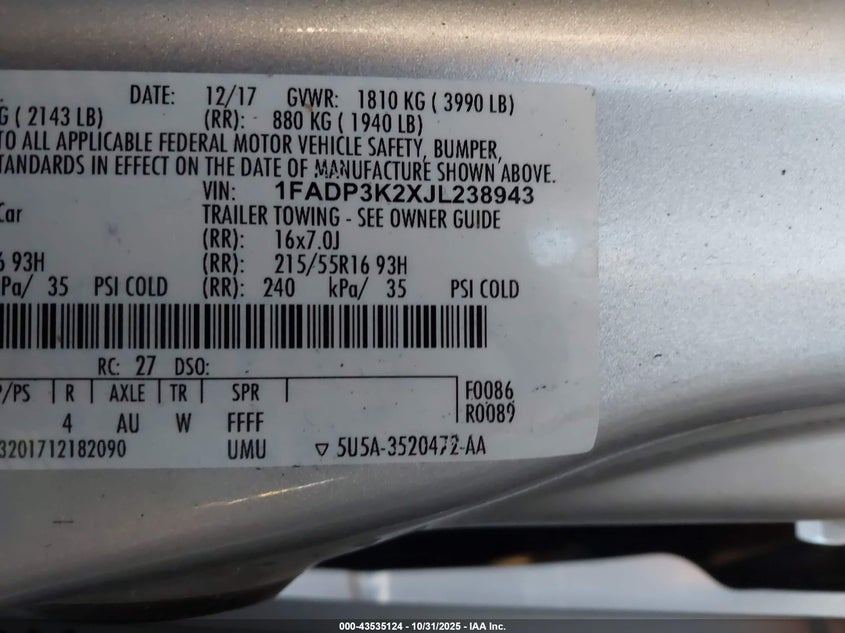 DATE: 12/17 GVWR: 1810 KG ( 3990 LB)
G ( 2143 LB) (RR): 880 KG ( 1940 LB)
TO ALL APPLICABLE FEDERAL MOTOR VEHICLE SAFETY, BUMPER,
TANDARDS IN EFFECT ON THE DATE OF MANUFACTURE SHOWN ABOVE.
VIN: 1FADP3K2XJL238943
Car TRAILER TOWING - SEE OWNER GUIDE
(RR): 16x7.0J
6 93H (RR): 215/55R16 93H
Pa/ 35 PSI COLD (RR): 240 kPa/ 35 PSI COLD
RC: 27 DSO:
P/PS R AXLE TR SPR F0086
4 AU W FFFF R0089
3201712182090 UMU ▽ 5U5A-3520472-AA
000-43535124 • 10/31/2025 • IAA Inc.